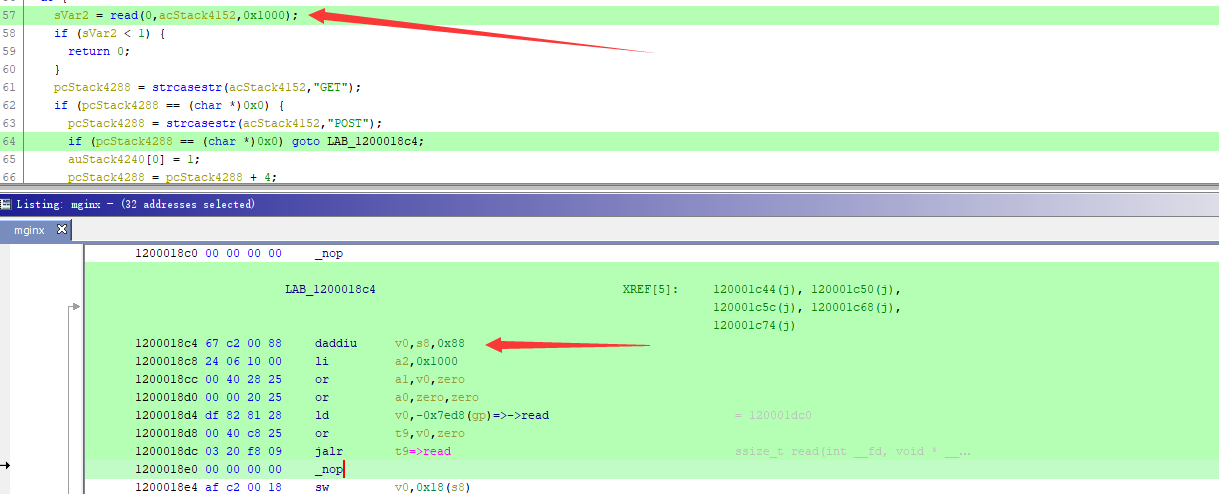 57 sVar2 = read(0,acStack4152,0x1000);
58 if (sVar2 < 1) {
59 return 0;
60 }
61 pcStack4288 = strcasestr(acStack4152,"GET");
62 if (pcStack4288 == (char *)0x0) {
63 pcStack4288 = strcasestr(acStack4152,"POST");
64 if (pcStack4288 == (char *)0x0) goto LAB_1200018c4;
65 auStack4240[0] = 1;
66 pcStack4288 = pcStack4288 + 4;
Listing: mginx - (32 addresses selected)
mginx
1200018c0 00 00 00 00 _nop
LAB_1200018c4 XREF[5]: 120001c44(j), 120001c50(j),
120001c5c(j), 120001c68(j),
120001c74(j)
1200018c4 67 c2 00 88 daddiu v0,s8,0x88
1200018c8 24 06 10 00 li a2,0x1000
1200018cc 00 40 28 25 or a1,v0,zero
1200018d0 00 00 20 25 or a0,zero,zero
1200018d4 df 82 81 28 ld v0,-0x7ed8(gp)=>->read = 120001dc0
1200018d8 00 40 c8 25 or t9,v0,zero
1200018dc 03 20 f8 09 jalr t9=>read ssize_t read(int __fd, void * __...
1200018e0 00 00 00 00 _nop
1200018e4 af c2 00 18 sw v0,0x18(s8)